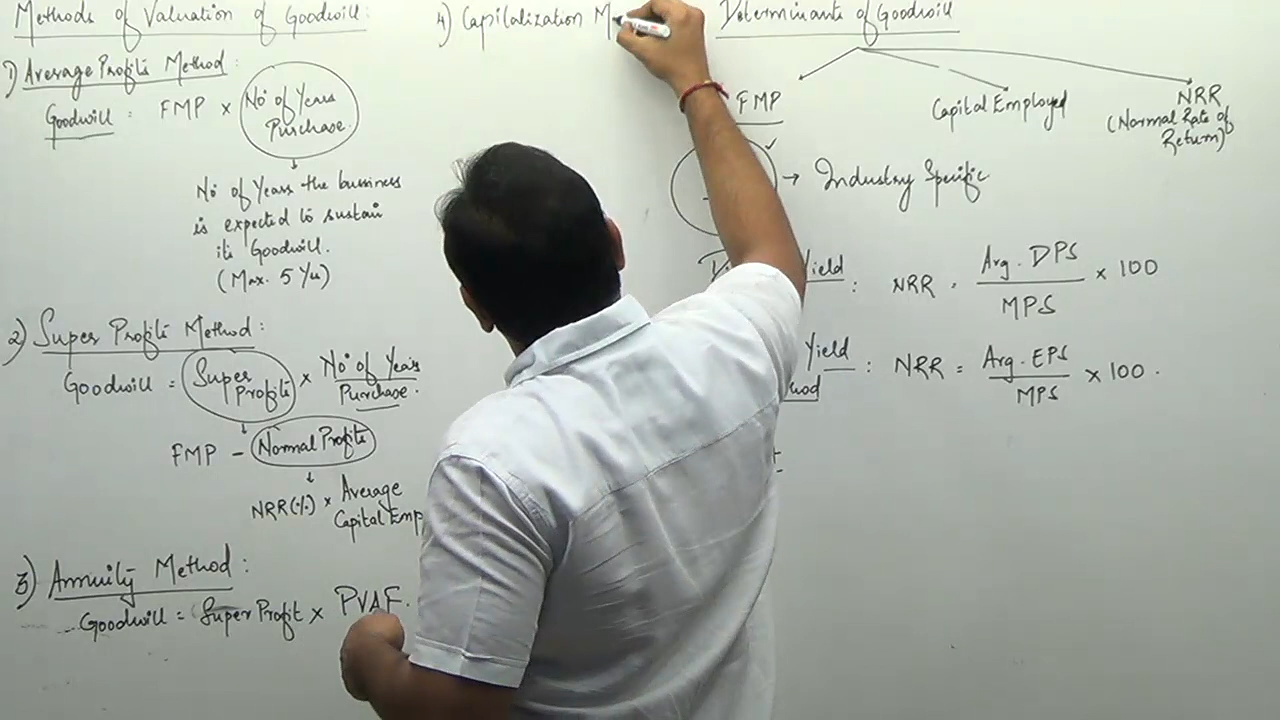 Methods of Valuation of Goodwill:
1) Average Profits Method:
Goodwill : FMP × No of Years
Purchase.
No of Years the bussiness
is expected to sustain
its Goodwill.
(Max. 5 Yrs)
2) Super Profits Method:
Goodwill = Super
Profits × No of Years
Purchase.
FMP - Normal Profits
NRR(%) × Average
Capital Emp
3) Annuity Method:
Goodwill = Super Profit × PVAF.
4) Capitalization M
Determinants of Goodwill
FMP
Capital Employed
NRR
(Normal Rate of
Return)
→ Industry Specific
Yield : NRR = Avg. DPS
MPS
× 100
Yield : NRR = Avg. EPS
MPS
× 100.